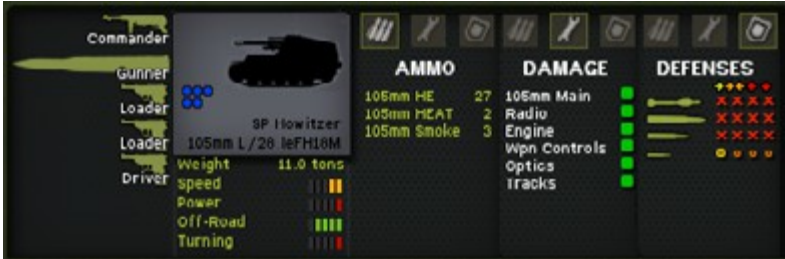 Commander
Gunner
Loader
Loader
Driver
SP Howitzer
105mm L/28 leFH18M
Weight 11.0 tons
Speed
Power
Off-Road
Turning
AMMO
105mm HE 27
105mm HEAT 2
105mm Smoke 3
DAMAGE
105mm Main
Radio
Engine
Wpn Controls
Optics
Tracks
DEFENSES